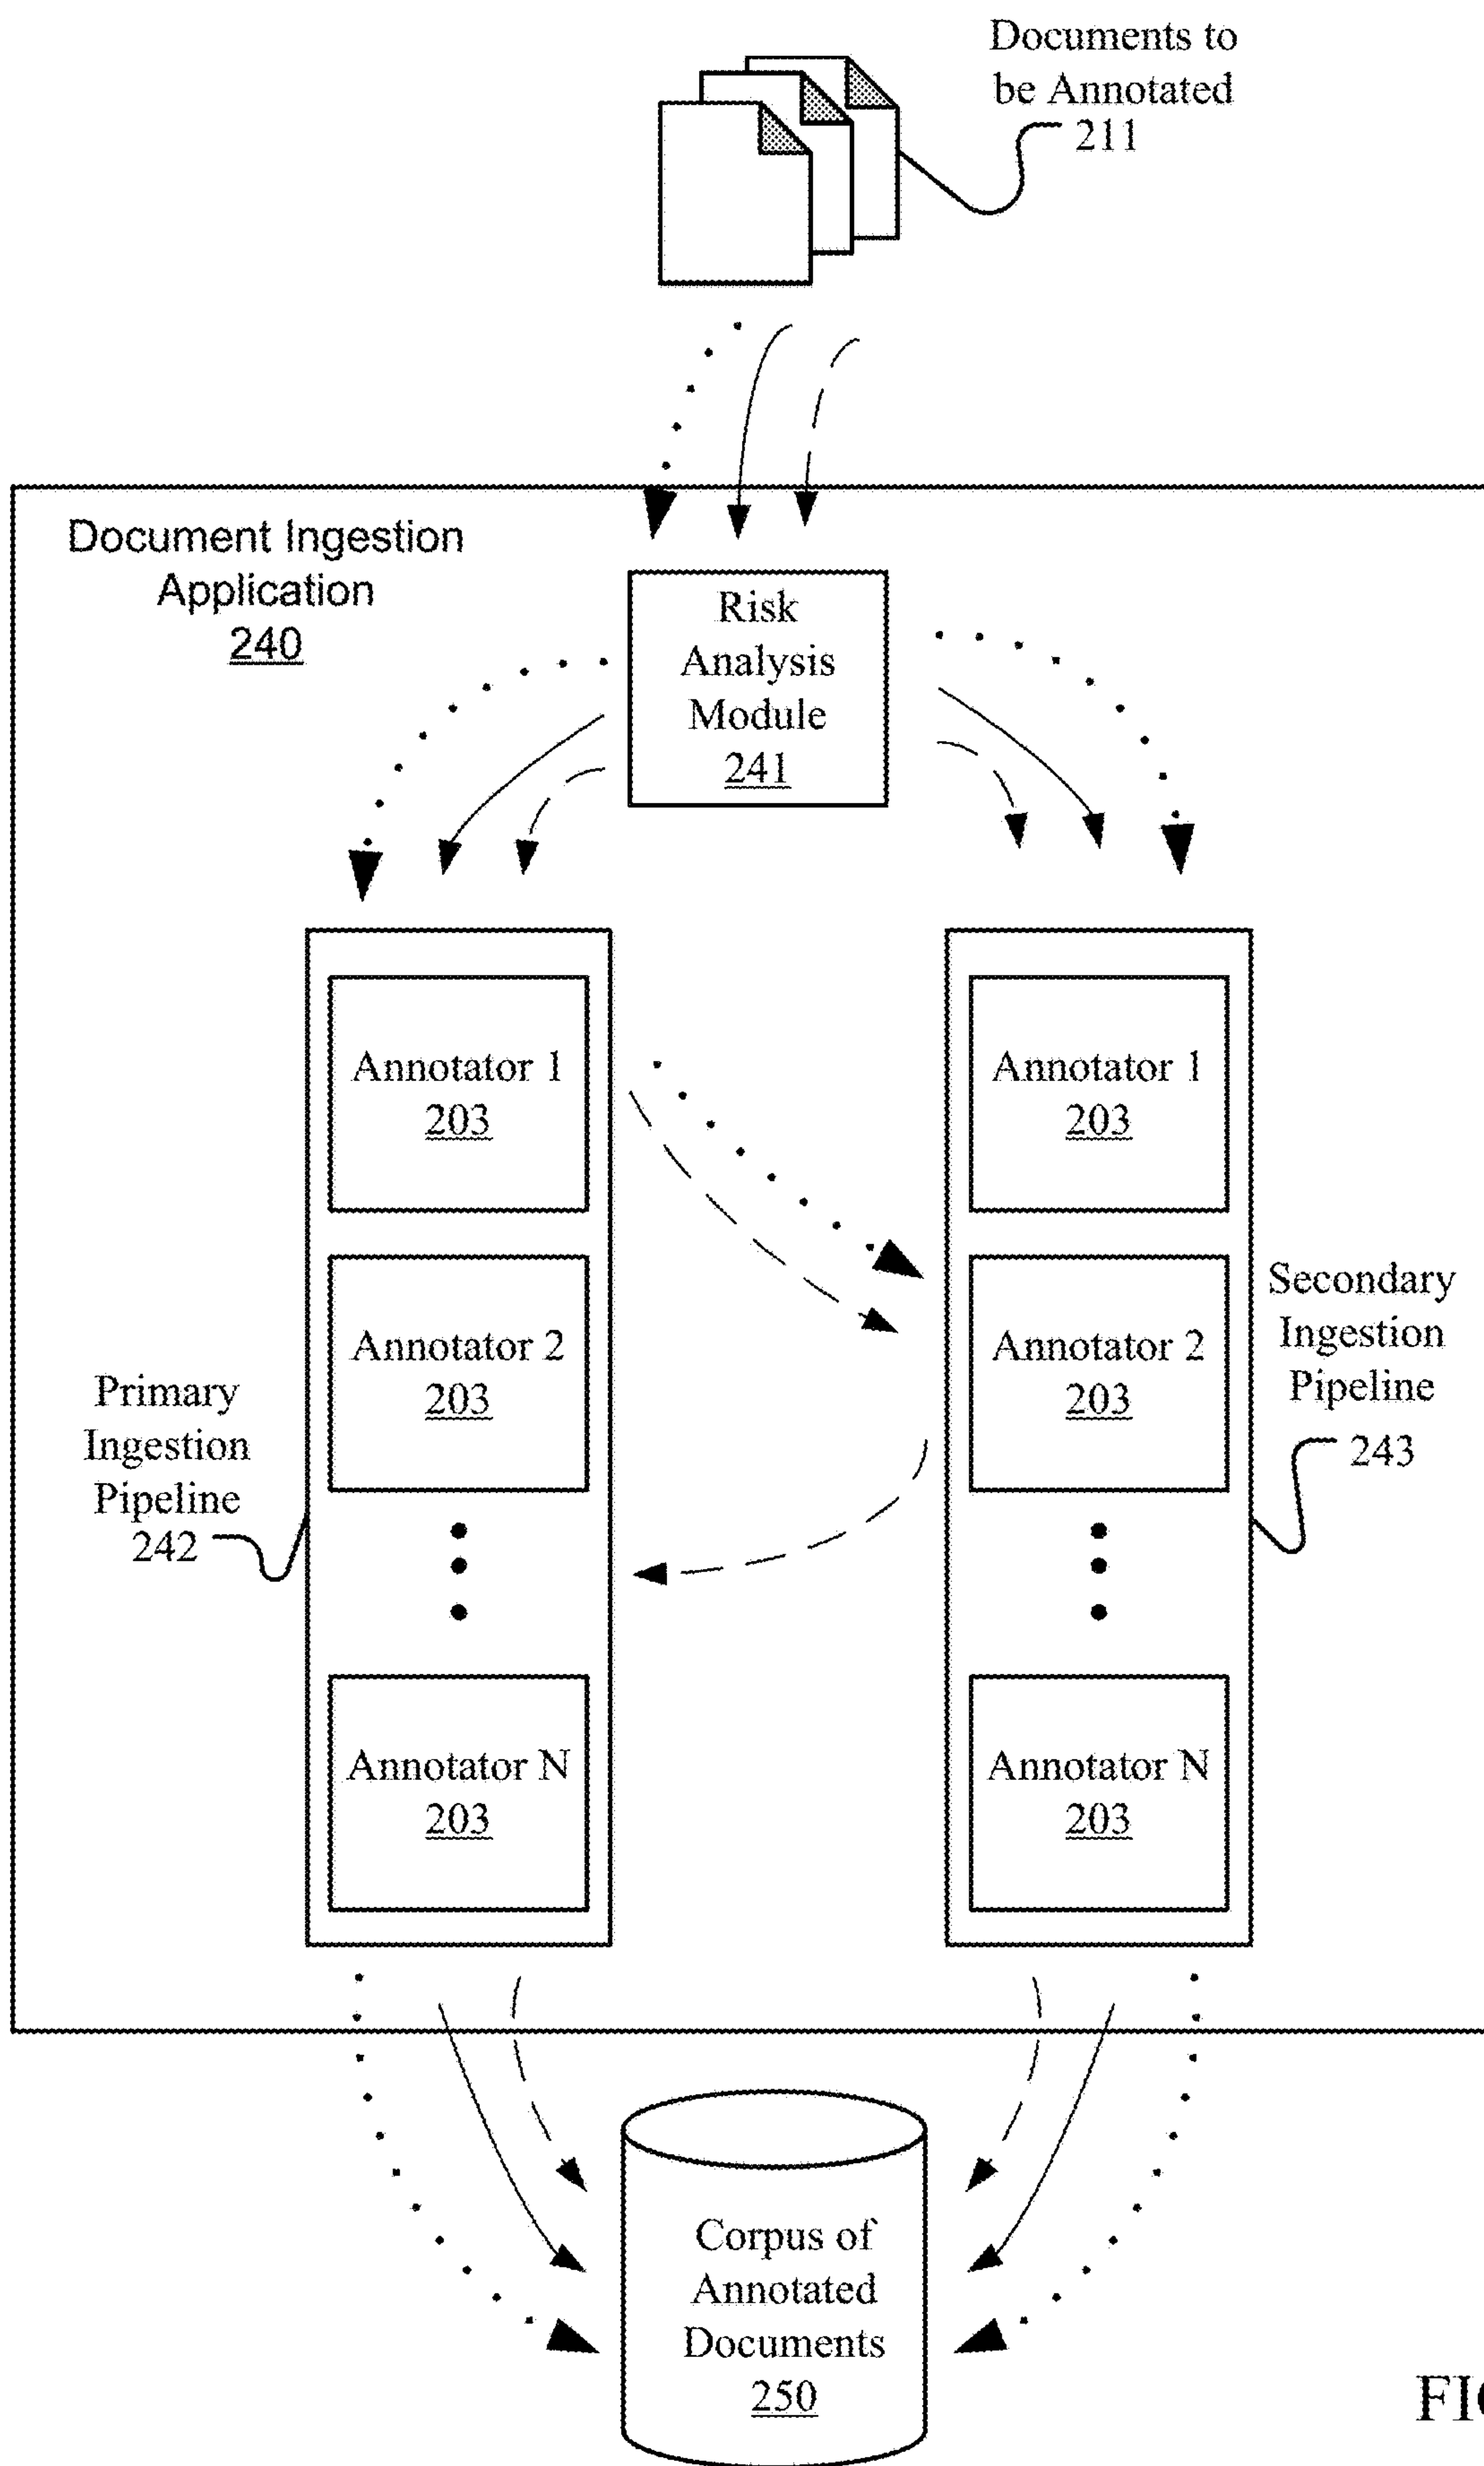 Documents to
be Annotated
211
Document Ingestion
Application
240
Risk
Analysis
Module
241
Annotator 1
203
Annotator 2
203
Annotator N
203
Primary
Ingestion
Pipeline
242
Annotator 1
203
Annotator 2
203
Annotator N
203
Secondary
Ingestion
Pipeline
243
Corpus of
Annotated
Documents
250